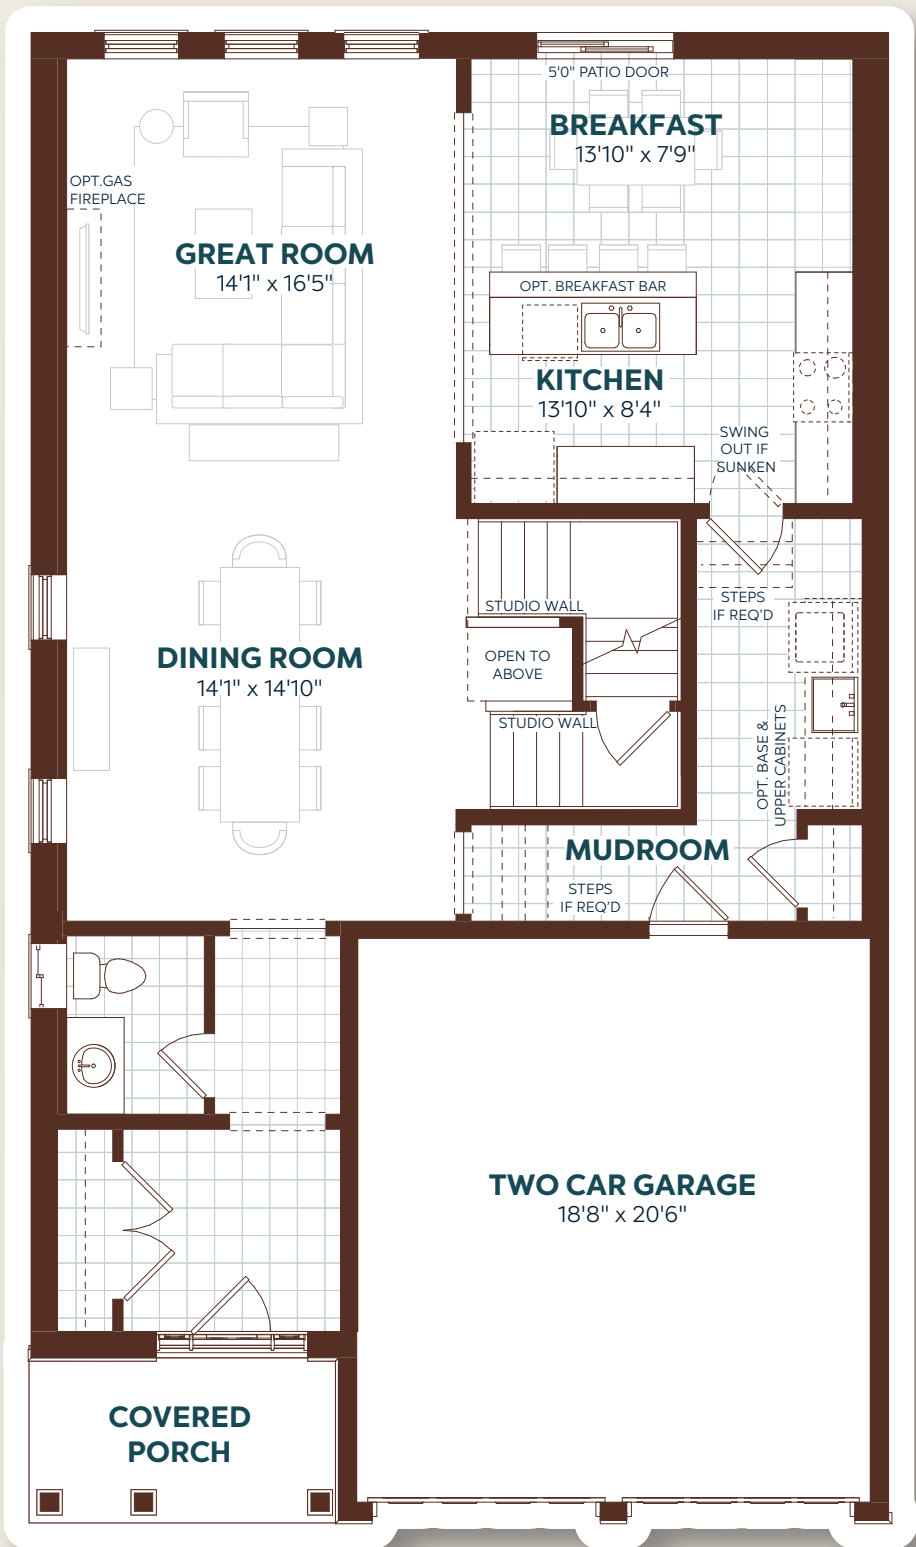 5'0" PATIO DOOR
BREAKFAST
13'10" x 7'9"
OPT.GAS
FIREPLACE
GREAT ROOM
14'1" x 16'5"
OPT. BREAKFAST BAR
KITCHEN
13'10" x 8'4"
SWING
OUT IF
SUNKEN
STEPS
IF REQ'D
STUDIO WALL
OPEN TO
ABOVE
STUDIO WALL
DINING ROOM
14'1" x 14'10"
OPT. BASE &
UPPER CABINETS
MUDROOM
STEPS
IF REQ'D
TWO CAR GARAGE
18'8" x 20'6"
COVERED
PORCH